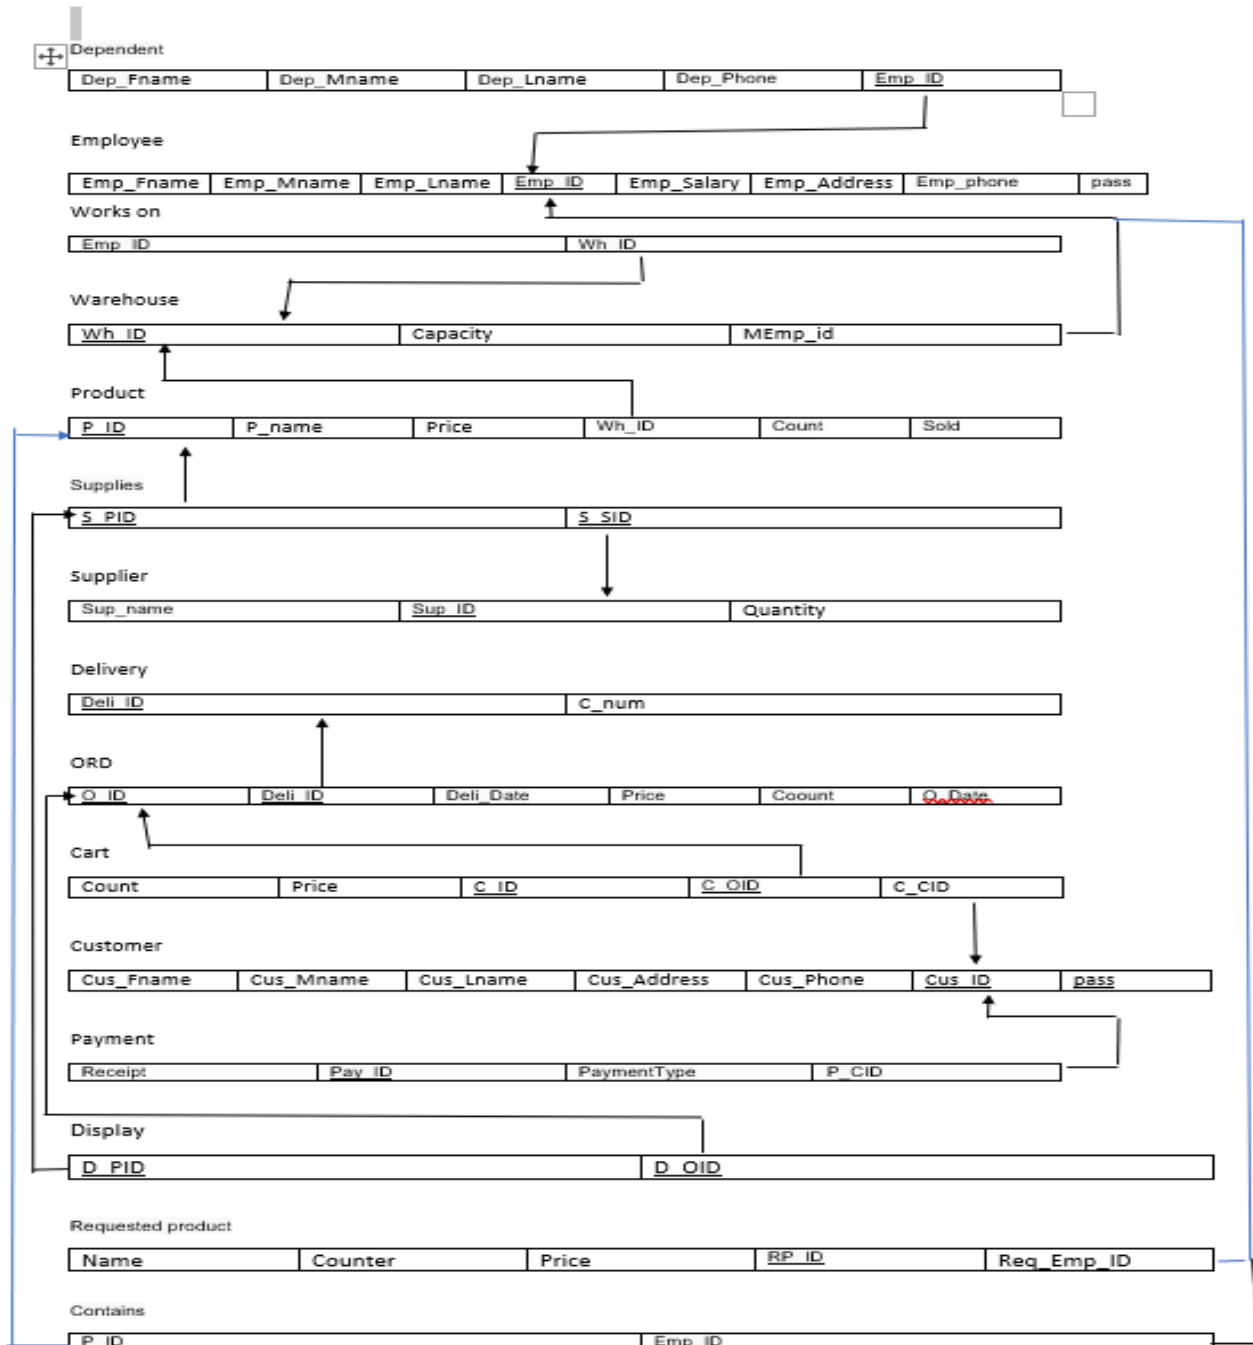 Dependent
Dep_Fname Dep_Mname Dep_Lname Dep_Phone Emp_ID
Employee
Emp_Fname Emp_Mname Emp_Lname Emp_ID Emp_Salary Emp_Address Emp_phone pass
Works on
Emp_ID Wh_ID
Warehouse
Wh_ID Capacity MEmp_id
Product
P_ID P_name Price Wh_ID Count Sold
Supplies
S_PID S_SID
Supplier
Sup_name Sup_ID Quantity
Delivery
Deli_ID C_num
ORD
O_ID Deli_ID Deli_Date Price Coount O_Date
Cart
Count Price C_ID C_OID C_CID
Customer
Cus_Fname Cus_Mname Cus_Lname Cus_Address Cus_Phone Cus_ID pass
Payment
Receipt Pay_ID PaymentType P_CID
Display
D_PID D_OID
Requested product
Name Counter Price RP_ID Req_Emp_ID
Contains
P_ID Emp_ID